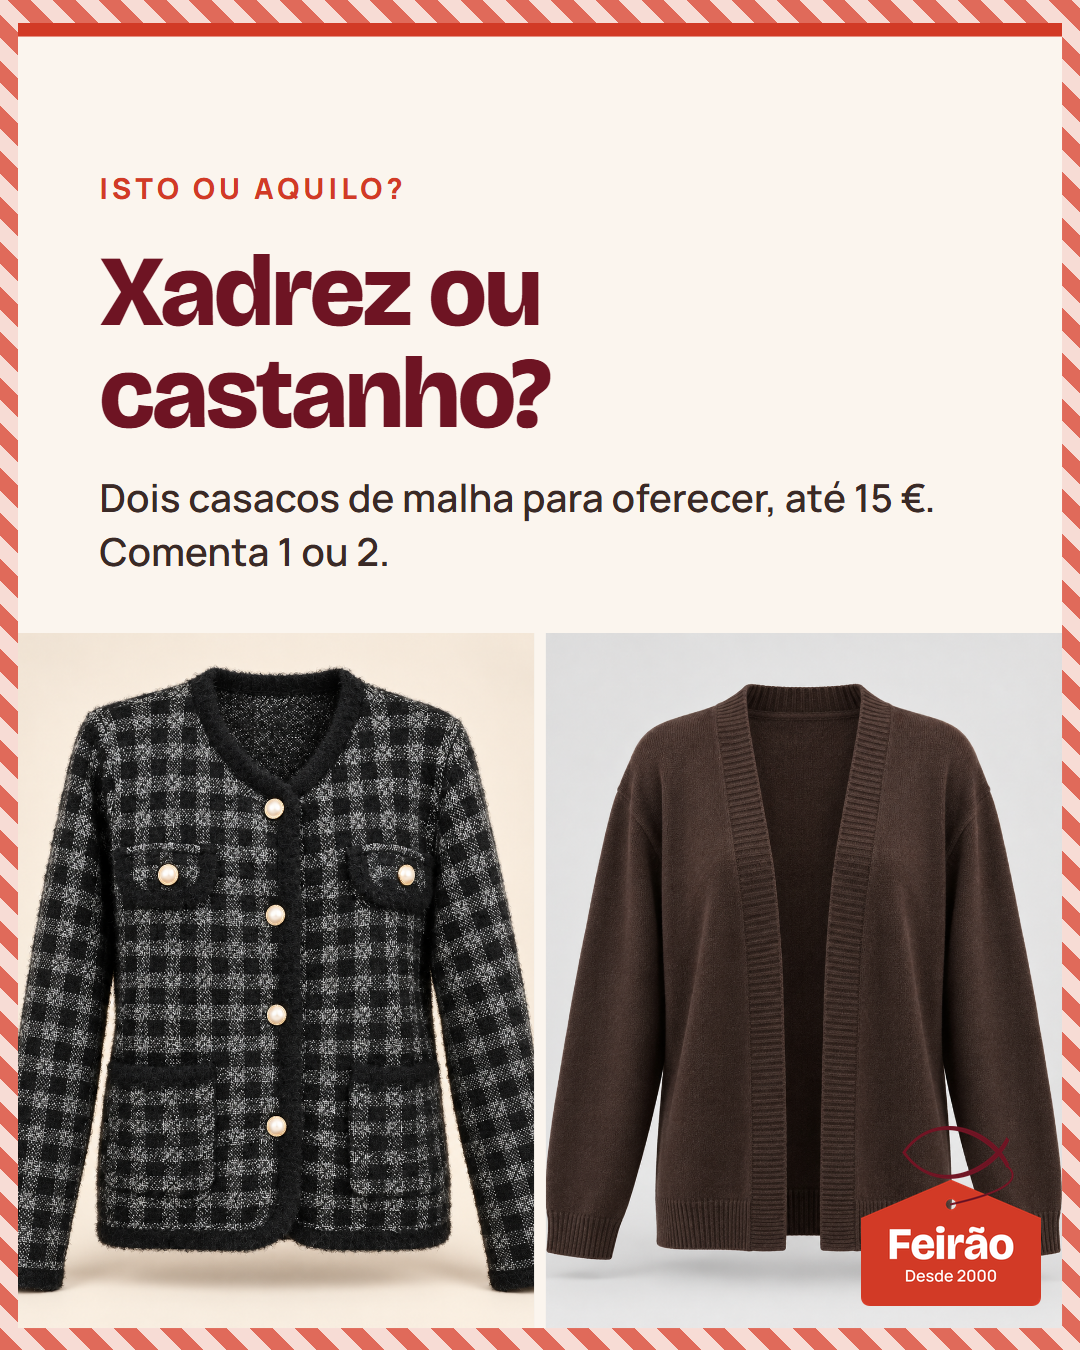 ISTO OU AQUILO?
Xadrez ou
castanho?
Dois casacos de malha para oferecer, até 15 €.
Comenta 1 ou 2.
Feirão
Desde 2000